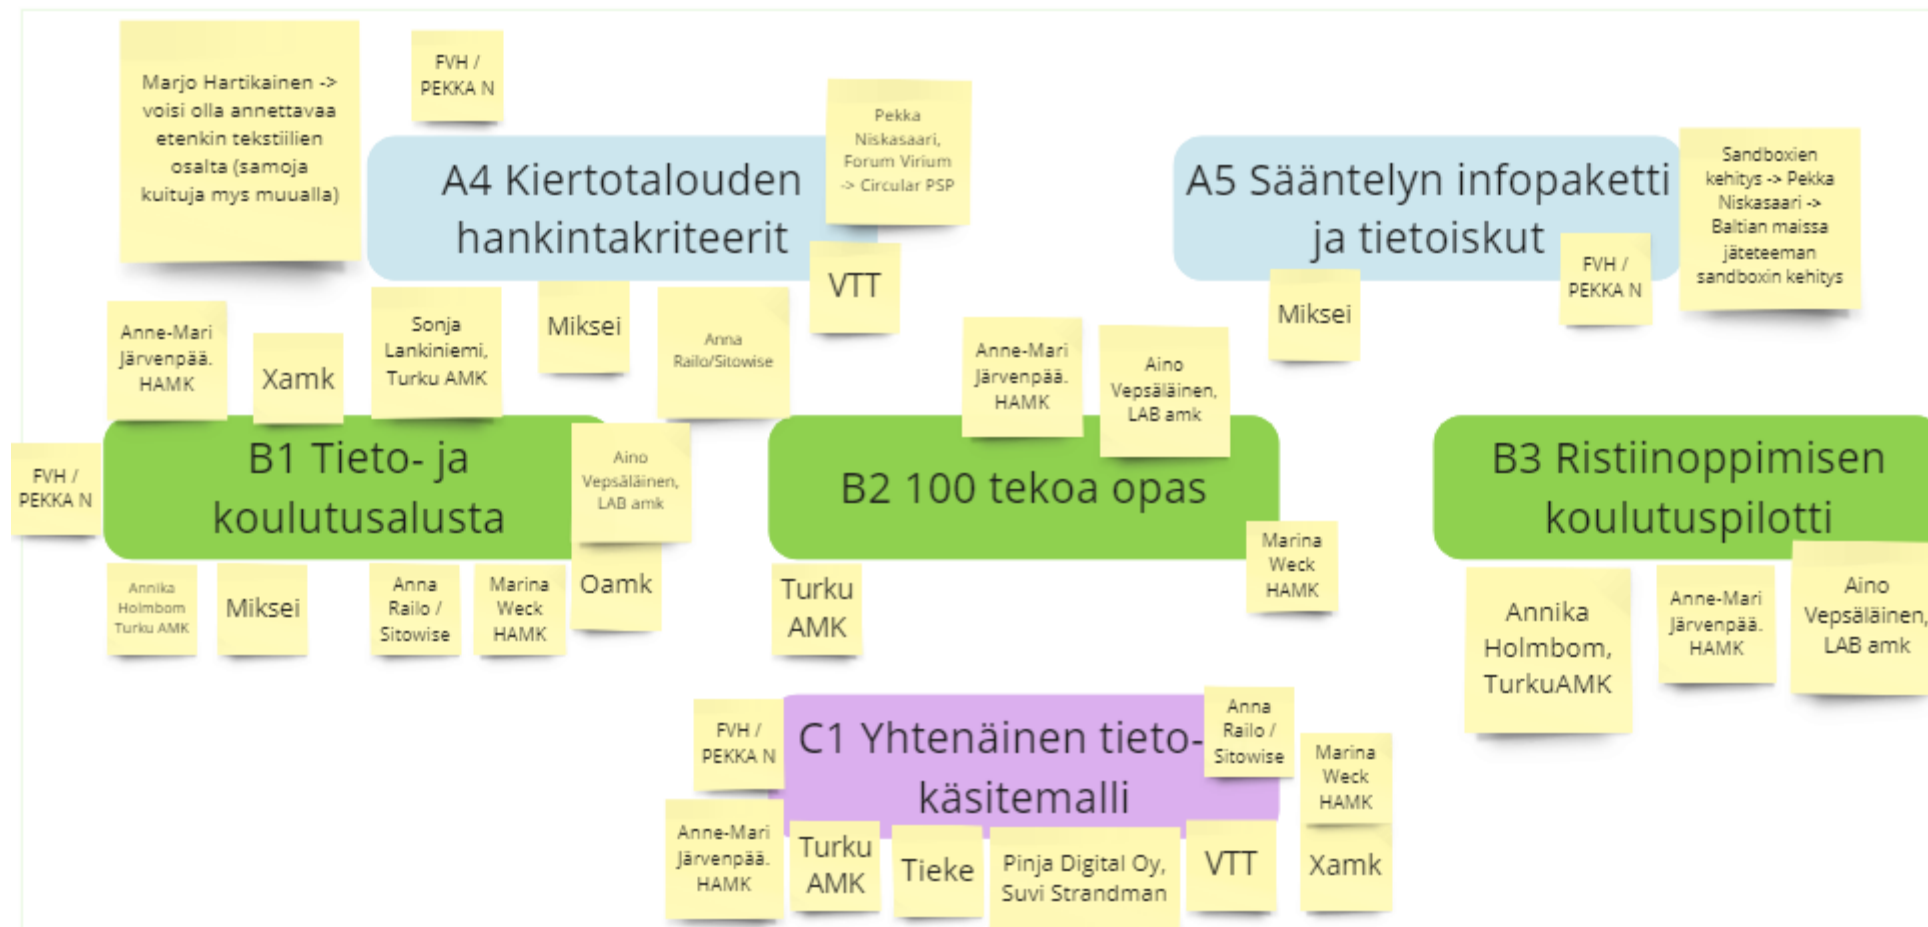 Marjo Hartikainen ->
voisi olla annettavaa
etenkin tekstiilien
osalta (samoja
kuituja mys muualla)
FVH /
PEKKA N
A4 Kiertotalouden
hankintakriteerit
Pekka
Niskasaari,
Forum Virium
-> Circular PSP
VTT
A5 Sääntelyn infopaketti
ja tietoiskut
Sandboxien
kehitys -> Pekka
Niskasaari ->
Baltian maissa
jäteteeman
sandboxin kehitys
FVH /
PEKKA N
Miksei
Anne-Mari
Järvenpää.
HAMK
Xamk
Sonja
Lankiniemi,
Turku AMK
Miksei
Anna
Railo/Sitowise
Anne-Mari
Järvenpää.
HAMK
Aino
Vepsäläinen,
LAB amk
FVH /
PEKKA N
B1 Tieto- ja
koulutusalusta
Aino
Vepsäläinen,
LAB amk
B2 100 tekoa opas
B3 Ristiinoppimisen
koulutuspilotti
Annika
Holmbom
Turku AMK
Miksei
Anna
Railo /
Sitowise
Marina
Weck
HAMK
Oamk
Turku
AMK
Marina
Weck
HAMK
Annika
Holmbom,
TurkuAMK
Anne-Mari
Järvenpää.
HAMK
Aino
Vepsäläinen,
LAB amk
FVH /
PEKKA N
C1 Yhtenäinen tieto-
käsitemalli
Anna
Railo /
Sitowise
Marina
Weck
HAMK
Anne-Mari
Järvenpää.
HAMK
Turku
AMK
Tieke
Pinja Digital Oy,
Suvi Strandman
VTT
Xamk